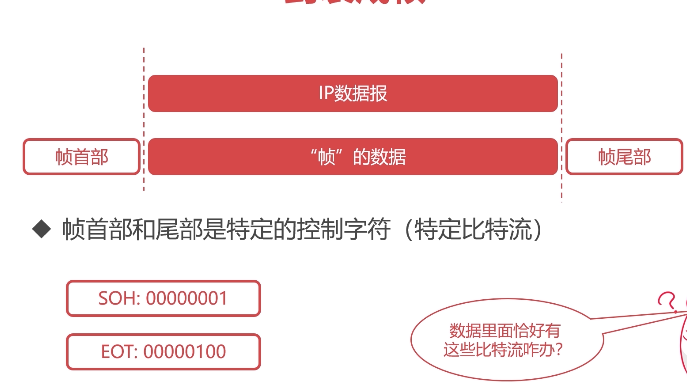 IP数据报
帧首部
“帧”的数据
帧尾部
◆ 帧首部和尾部是特定的控制字符（特定比特流）
SOH: 00000001
EOT: 00000100
数据里面恰好有
这些比特流咋办？